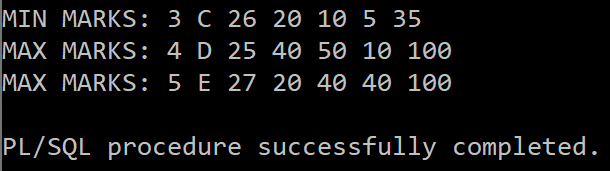 MIN MARKS: 3 C 26 20 10 5 35
MAX MARKS: 4 D 25 40 50 10 100
MAX MARKS: 5 E 27 20 40 40 100
PL/SQL procedure successfully completed.